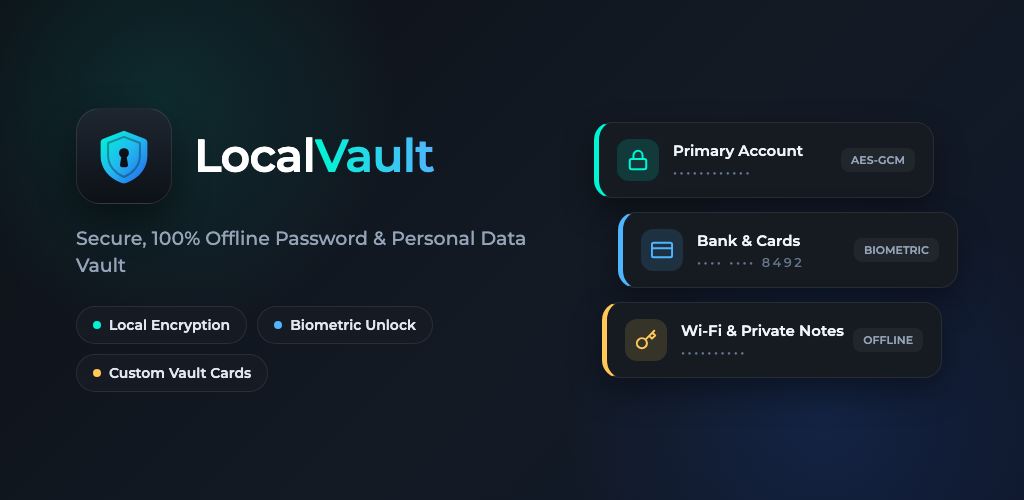 LocalVault
Secure, 100% Offline Password & Personal Data
Vault
Local Encryption
Biometric Unlock
Custom Vault Cards
Primary Account
••••••••••••
AES-GCM
Bank & Cards
•••• •••• 8492
BIOMETRIC
Wi-Fi & Private Notes
••••••••••
OFFLINE